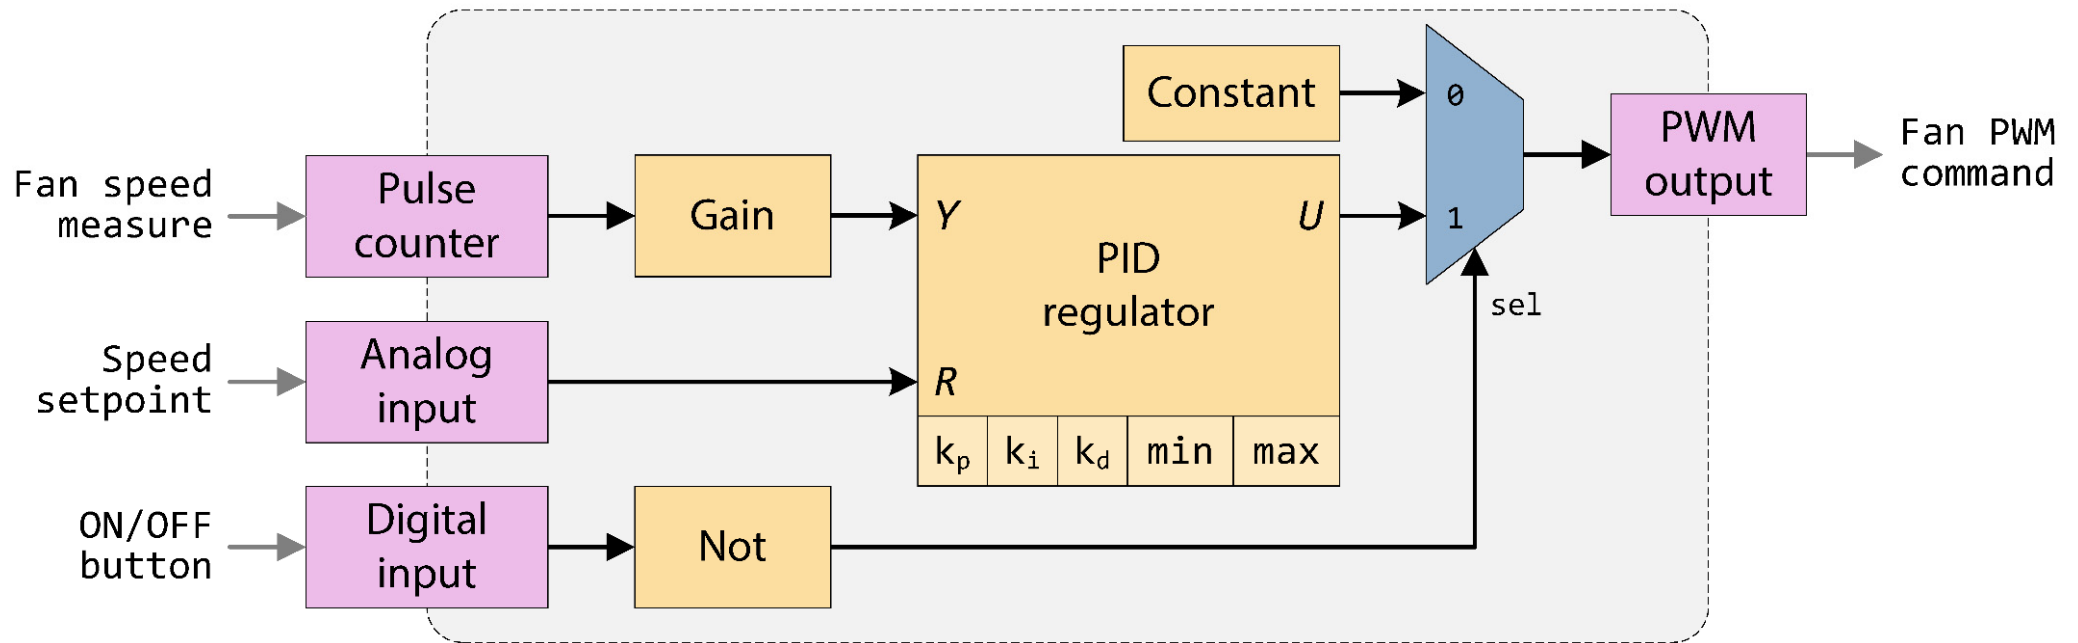 Constant
0
PWM
output
Fan PWM
command
Fan speed
measure
Pulse
counter
Gain
Y
U
1
PID
regulator
sel
Speed
setpoint
Analog
input
R
kp
ki
kd
min
max
ON/OFF
button
Digital
input
Not